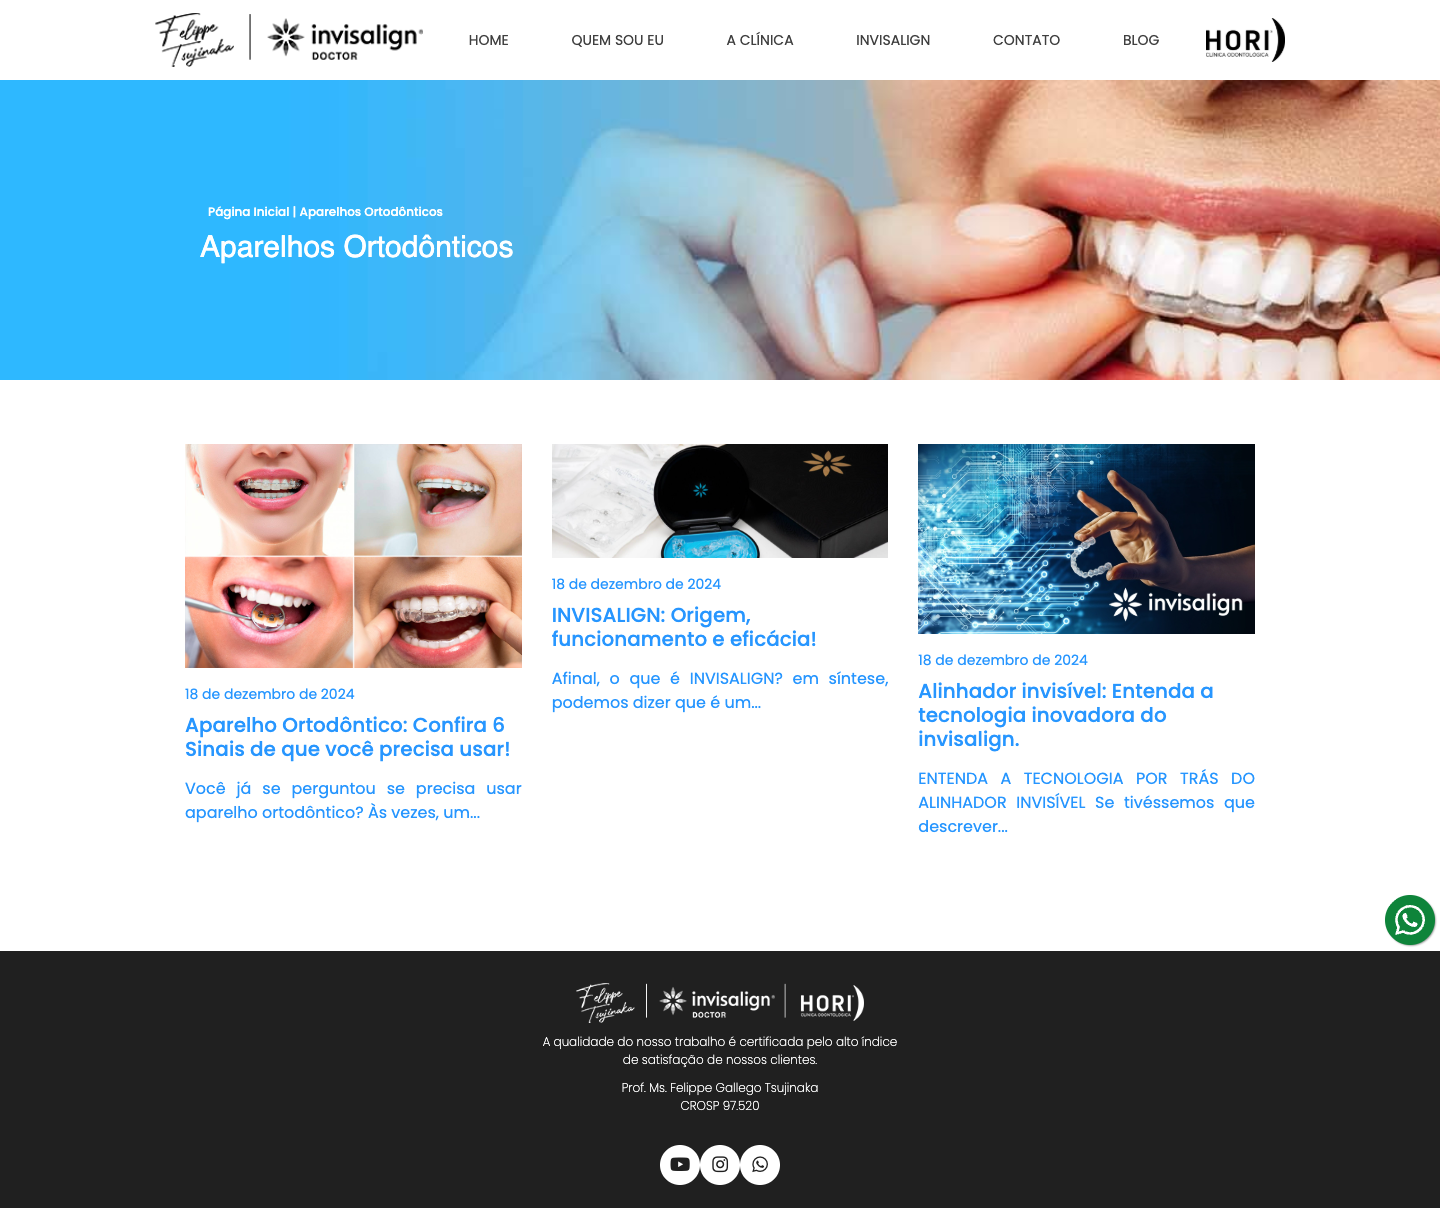 Felippe Tsujinaka
invisalign
DOCTOR
HOME
QUEM SOU EU
A CLÍNICA
INVISALIGN
CONTATO
BLOG
HORI
CLINICA ODONTOLÓGICA
Página Inicial | Aparelhos Ortodônticos
Aparelhos Ortodônticos
18 de dezembro de 2024
Aparelho Ortodôntico: Confira 6
Sinais de que você precisa usar!
Você já se perguntou se precisa usar
aparelho ortodôntico? Às vezes, um...
18 de dezembro de 2024
INVISALIGN: Origem,
funcionamento e eficácia!
Afinal, o que é INVISALIGN? em síntese,
podemos dizer que é um...
invisalign
18 de dezembro de 2024
Alinhador invisível: Entenda a
tecnologia inovadora do
invisalign.
ENTENDA A TECNOLOGIA POR TRÁS DO
ALINHADOR INVISÍVEL Se tivéssemos que
descrever...
Felippe Tsujinaka
invisalign
DOCTOR
HORI
CLINICA ODONTOLÓGICA
A qualidade do nosso trabalho é certificada pelo alto índice
de satisfação de nossos clientes.
Prof. Ms. Felippe Gallego Tsujinaka
CROSP 97.520